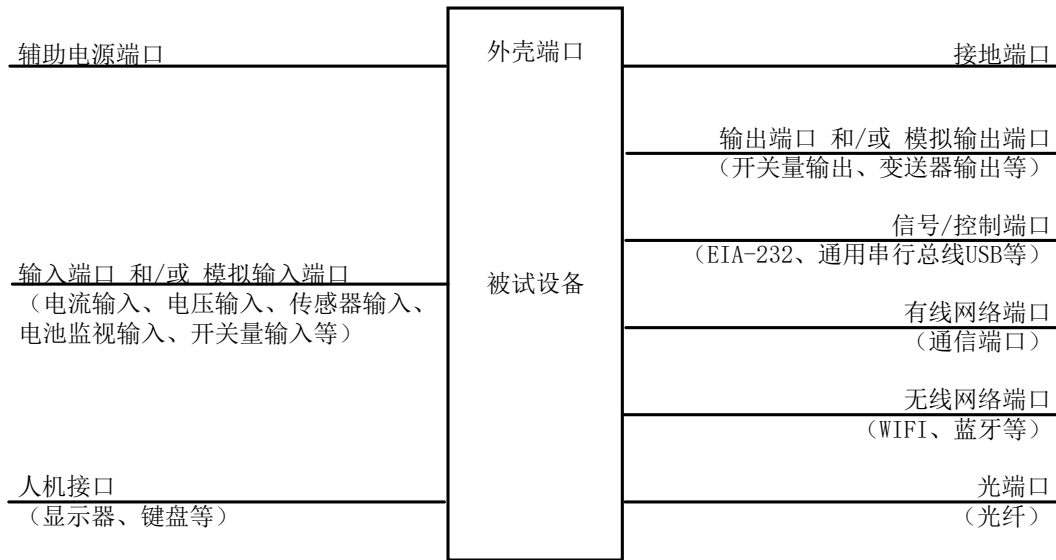 辅助电源端口
外壳端口
接地端口
输出端口 和/或 模拟输出端口
（开关量输出、变送器输出等）
信号/控制端口
（EIA-232、通用串行总线USB等）
输入端口 和/或 模拟输入端口
（电流输入、电压输入、传感器输入、
电池监视输入、开关量输入等）
被试设备
有线网络端口
（通信端口）
无线网络端口
（WIFI、蓝牙等）
人机接口
（显示器、键盘等）
光端口
（光纤）